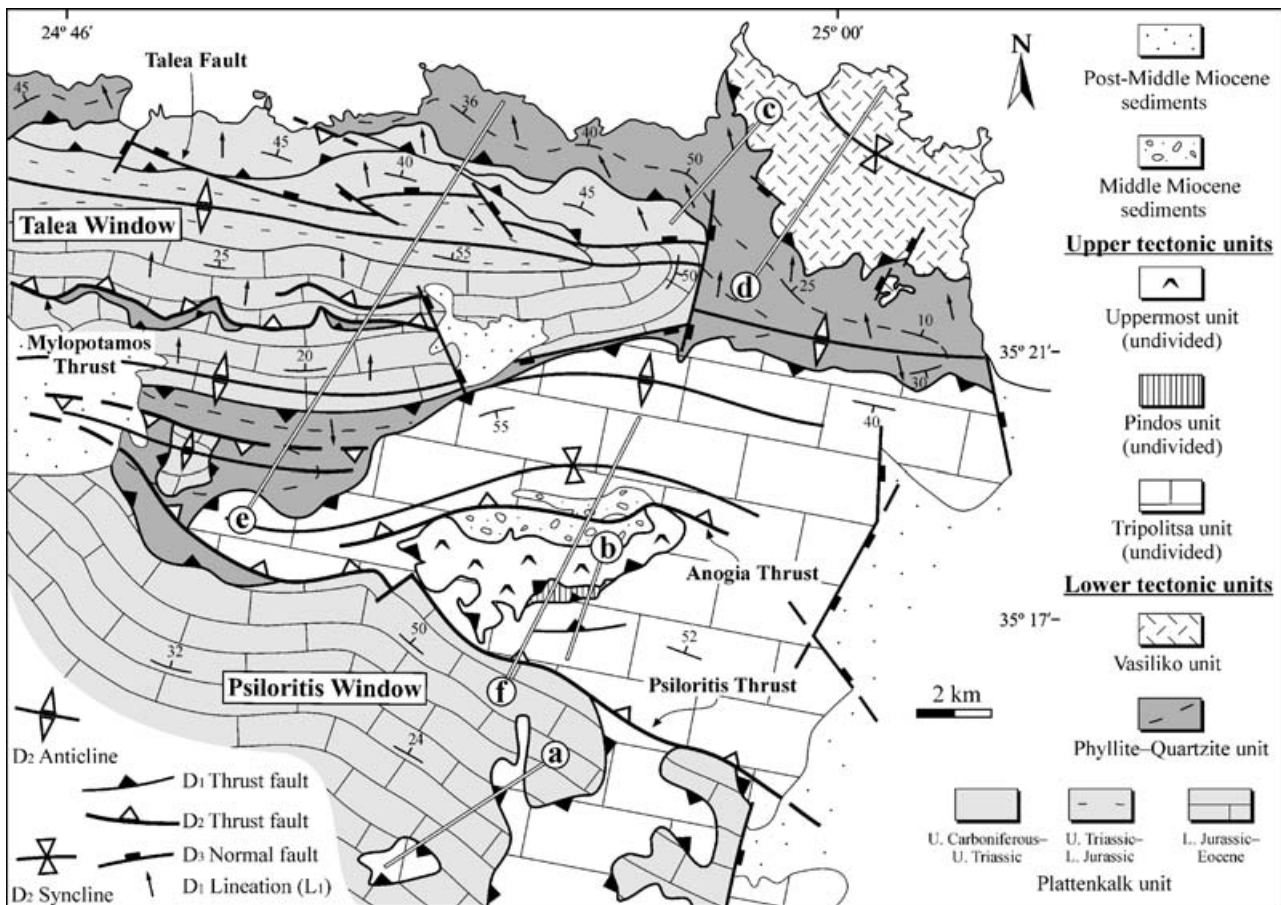 24° 46′
25° 00′
Talea Fault
N
45
36
40
50
45
40
45
Talea Window
25
55
50
25
10
30
Mylopotamos
Thrust
20
55
40
35° 21′
35° 17′
Anogia Thrust
52
50
32
24
Psiloritis Window
Psiloritis Thrust
2 km
a
b
c
d
e
f
D2 Anticline
D2 Syncline
D1 Thrust fault
D2 Thrust fault
D3 Normal fault
D1 Lineation (L1)
Post-Middle Miocene
sediments
Middle Miocene
sediments
Upper tectonic units
Uppermost unit
(undivided)
Pindos unit
(undivided)
Tripolitsa unit
(undivided)
Lower tectonic units
Vasiliko unit
Phyllite–Quartzite unit
U. Carboniferous–
U. Triassic
U. Triassic–
L. Jurassic
L. Jurassic–
Eocene
Plattenkalk unit